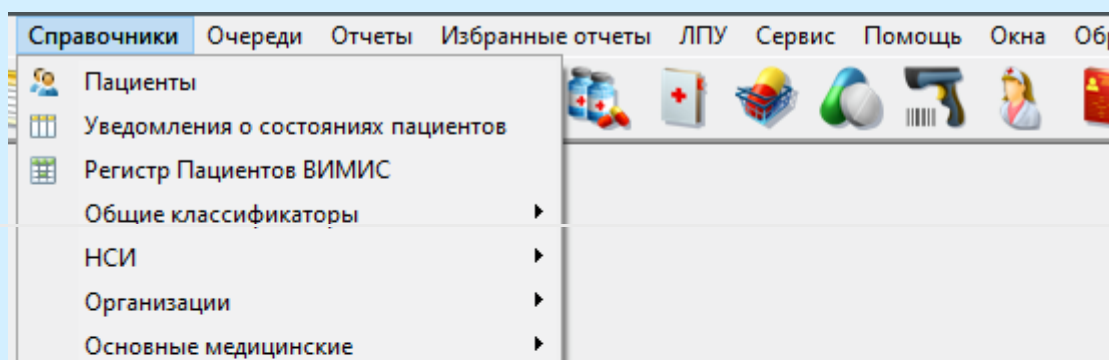 Справочники Очереди Отчеты Избранные отчеты ЛПУ Сервис Помощь Окна
Пациенты
Уведомления о состояниях пациентов
Регистр Пациентов ВИМИС
Общие классификаторы
НСИ
Организации
Основные медицинские